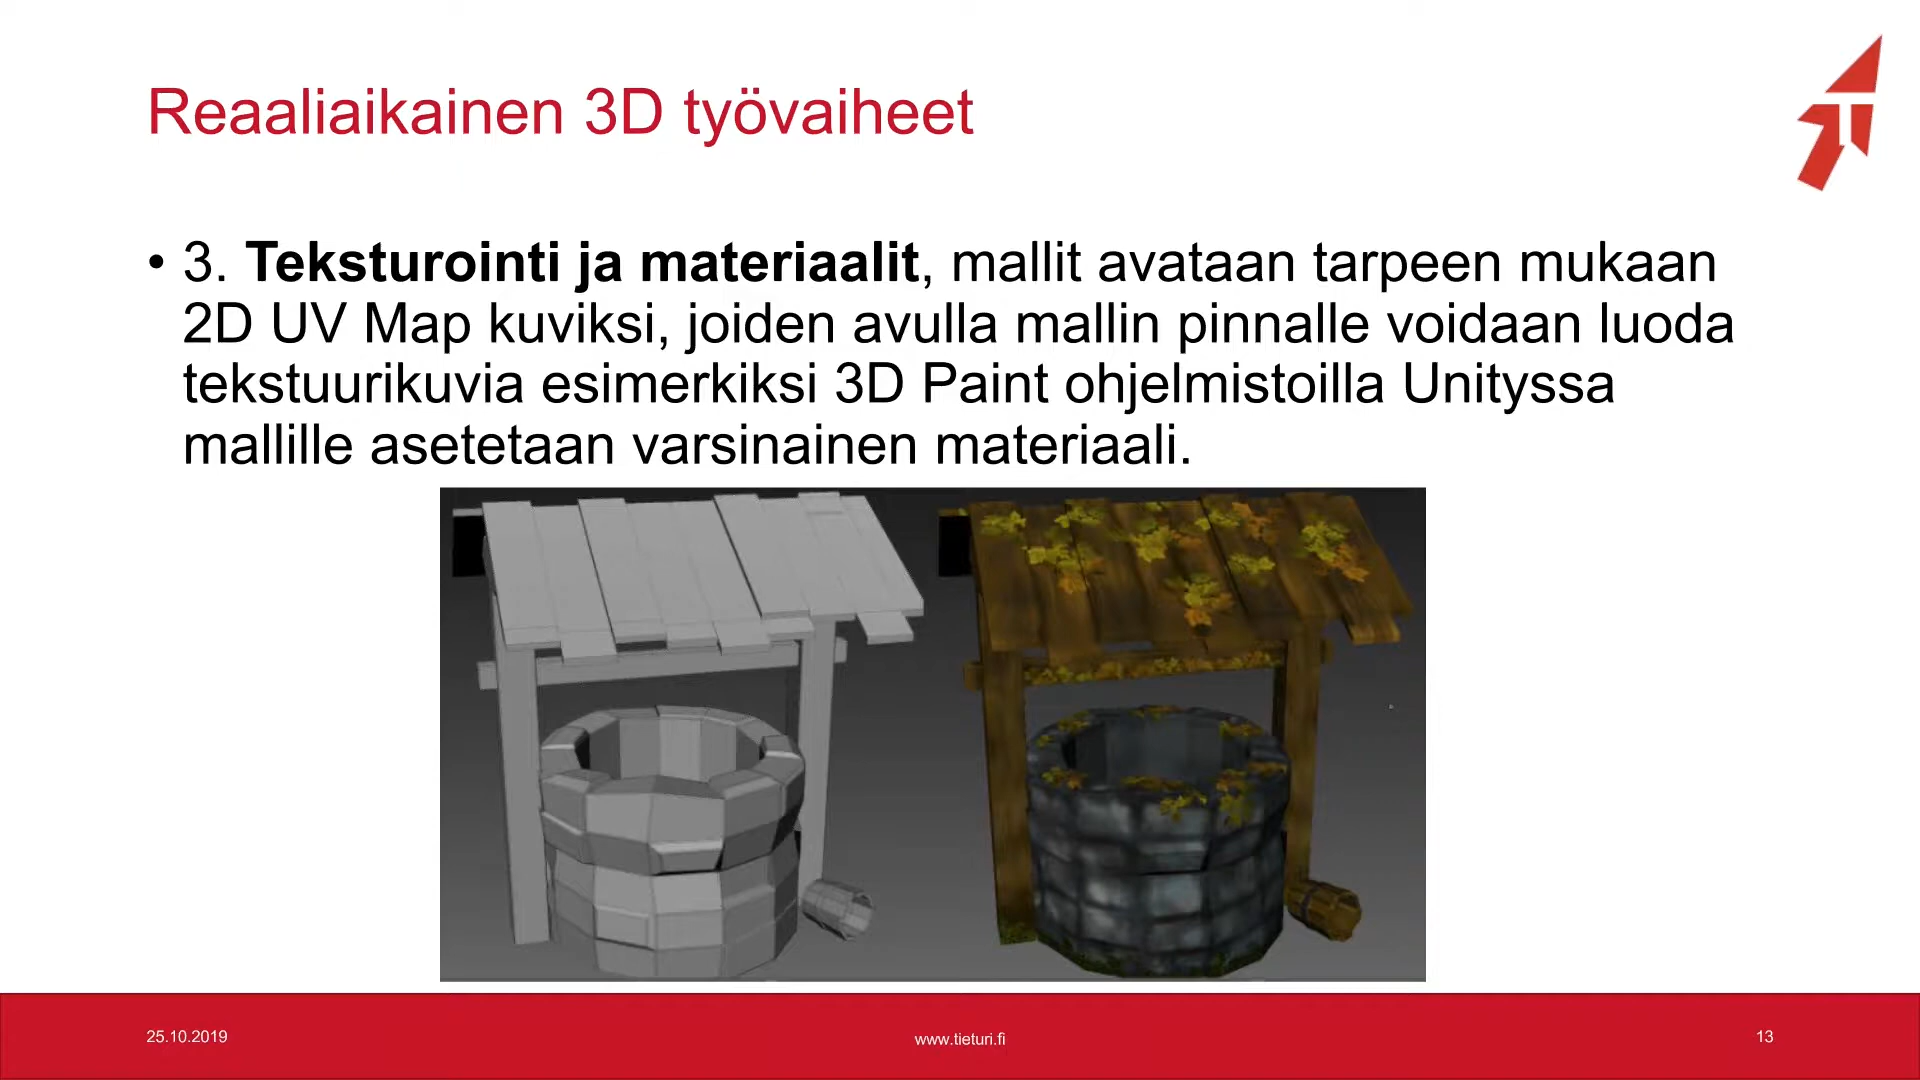 Reaaliaikainen 3D työvaiheet
• 3. Teksturointi ja materiaalit, mallit avataan tarpeen mukaan
2D UV Map kuviksi, joiden avulla mallin pinnalle voidaan luoda
tekstuurikuvia esimerkiksi 3D Paint ohjelmistoilla Unityssa
mallille asetetaan varsinainen materiaali.
25.10.2019
www.tieturi.fi
13